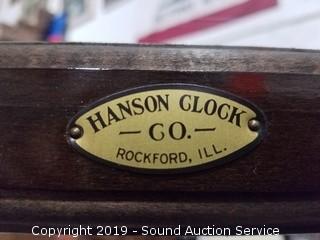 HANSON CLOCK
— CO. —
ROCKFORD, ILL.
Copyright 2019 - Sound Auction Service